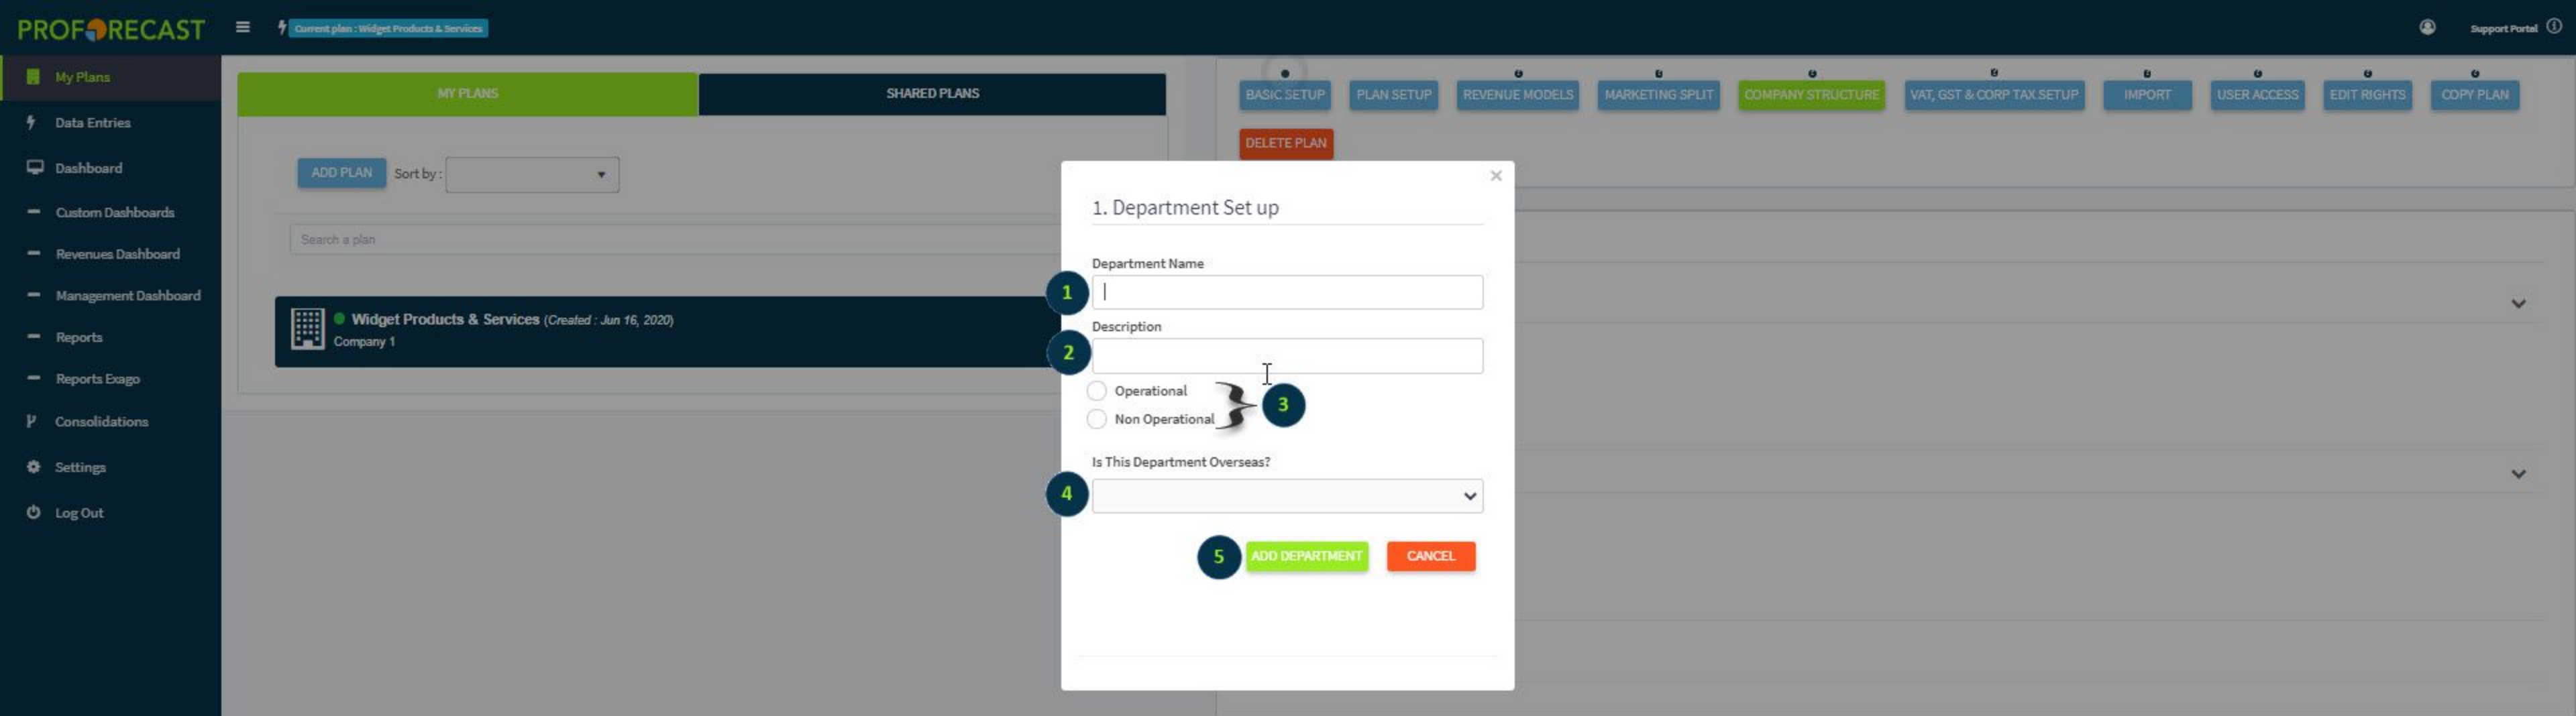 PROFORECAST
Current plan : Widget Products & Services
Support Portal
My Plans
Data Entries
Dashboard
Custom Dashboards
Revenues Dashboard
Management Dashboard
Reports
Reports Exago
Consolidations
Settings
Log Out
MY PLANS
SHARED PLANS
ADD PLAN
Sort by :
Search a plan
Widget Products & Services (Created : Jun 16, 2020)
Company 1
BASIC SETUP
PLAN SETUP
REVENUE MODELS
MARKETING SPLIT
COMPANY STRUCTURE
VAT, GST & CORP TAX SETUP
IMPORT
USER ACCESS
EDIT RIGHTS
COPY PLAN
DELETE PLAN
1. Department Set up
Department Name
1
Description
2
Operational
Non Operational
3
Is This Department Overseas?
4
5
ADD DEPARTMENT
CANCEL